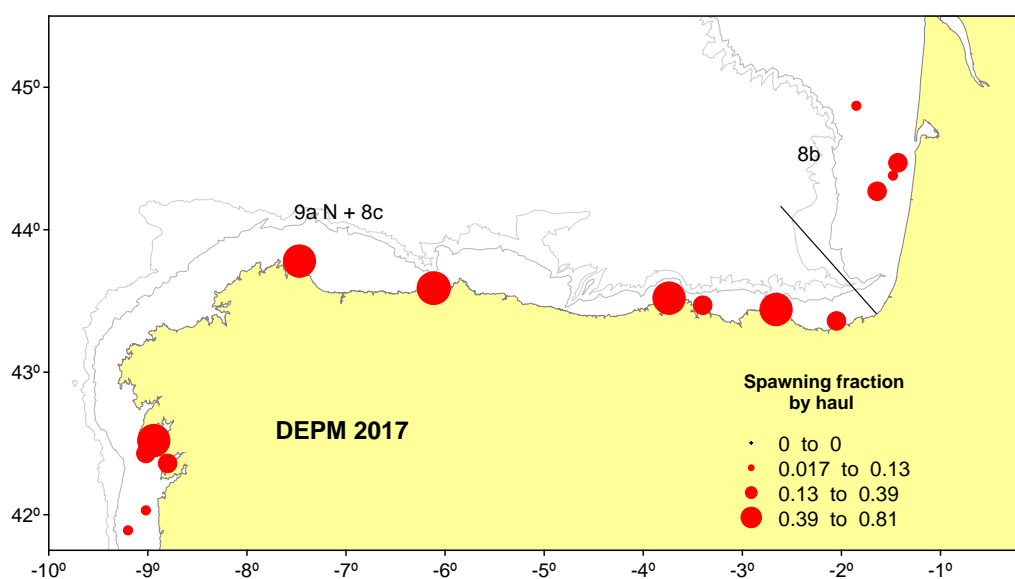 45º
8b
9a N + 8c
44º
43º
Spawning fraction
by haul
DEPM 2017
0 to 0
0.017 to 0.13
0.13 to 0.39
42º
0.39 to 0.81
-10º -9º -8º -7º -6º -5º -4º -3º -2º -1º